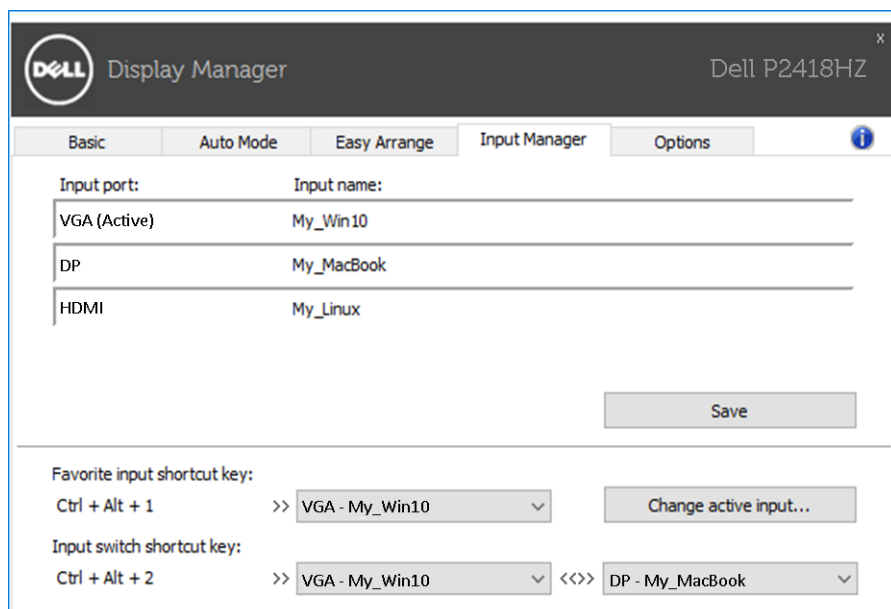 DELL Display Manager Dell P2418HZ x
Basic Auto Mode Easy Arrange Input Manager Options i
Input port: Input name:
VGA (Active) My_Win10
DP My_MacBook
HDMI My_Linux
Save
Favorite input shortcut key:
Ctrl + Alt + 1 >> VGA - My_Win10 Change active input...
Input switch shortcut key:
Ctrl + Alt + 2 >> VGA - My_Win10 <<>> DP - My_MacBook